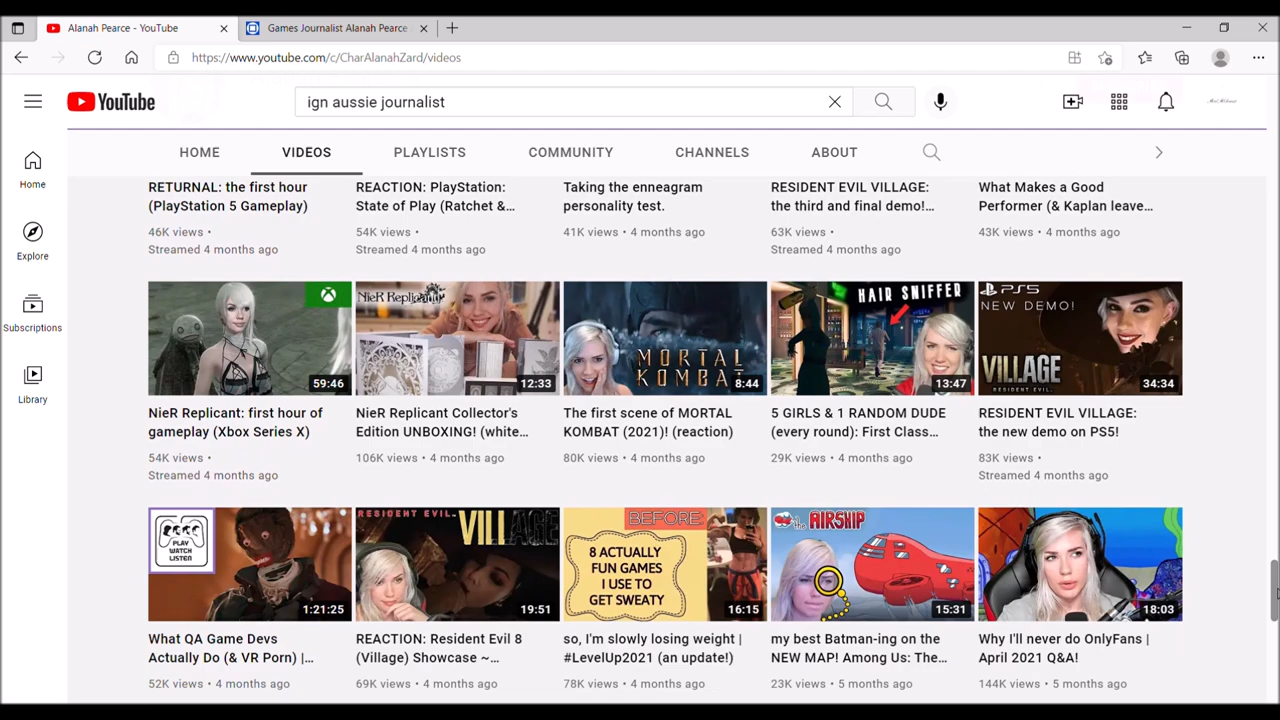 Alanah Pearce - YouTube
Games Journalist Alanah Pearce
https://www.youtube.com/c/CharAlanahZard/videos
YouTube
ign aussie journalist
HOME VIDEOS PLAYLISTS COMMUNITY CHANNELS ABOUT
Home
Explore
Subscriptions
Library
RETURNAL: the first hour
(PlayStation 5 Gameplay)
46K views •
Streamed 4 months ago
REACTION: PlayStation:
State of Play (Ratchet &...
54K views •
Streamed 4 months ago
Taking the enneagram
personality test.
41K views • 4 months ago
RESIDENT EVIL VILLAGE:
the third and final demo!...
63K views •
Streamed 4 months ago
What Makes a Good
Performer (& Kaplan leave...
43K views • 4 months ago
59:46
NieR Replicant: first hour of
gameplay (Xbox Series X)
54K views •
Streamed 4 months ago
NieR Replicant
12:33
NieR Replicant Collector's
Edition UNBOXING! (white...
106K views • 4 months ago
MORTAL
KOMBAT
8:44
The first scene of MORTAL
KOMBAT (2021)! (reaction)
80K views • 4 months ago
HAIR SNIFFER
13:47
5 GIRLS & 1 RANDOM DUDE
(every round): First Class...
29K views • 4 months ago
PS5
NEW DEMO!
VILLAGE
RESIDENT EVIL
34:34
RESIDENT EVIL VILLAGE:
the new demo on PS5!
83K views •
Streamed 4 months ago
PLAY
WATCH
LISTEN
1:21:25
What QA Game Devs
Actually Do (& VR Porn) |...
52K views • 4 months ago
RESIDENT EVIL
VILLAGE
19:51
REACTION: Resident Evil 8
(Village) Showcase ~...
69K views • 4 months ago
BEFORE
8 ACTUALLY
FUN GAMES
I USE TO
GET SWEATY
16:15
so, I'm slowly losing weight |
#LevelUp2021 (an update!)
78K views • 4 months ago
the AIRSHIP
15:31
my best Batman-ing on the
NEW MAP! Among Us: The...
23K views • 5 months ago
18:03
Why I'll never do OnlyFans |
April 2021 Q&A!
144K views • 5 months ago